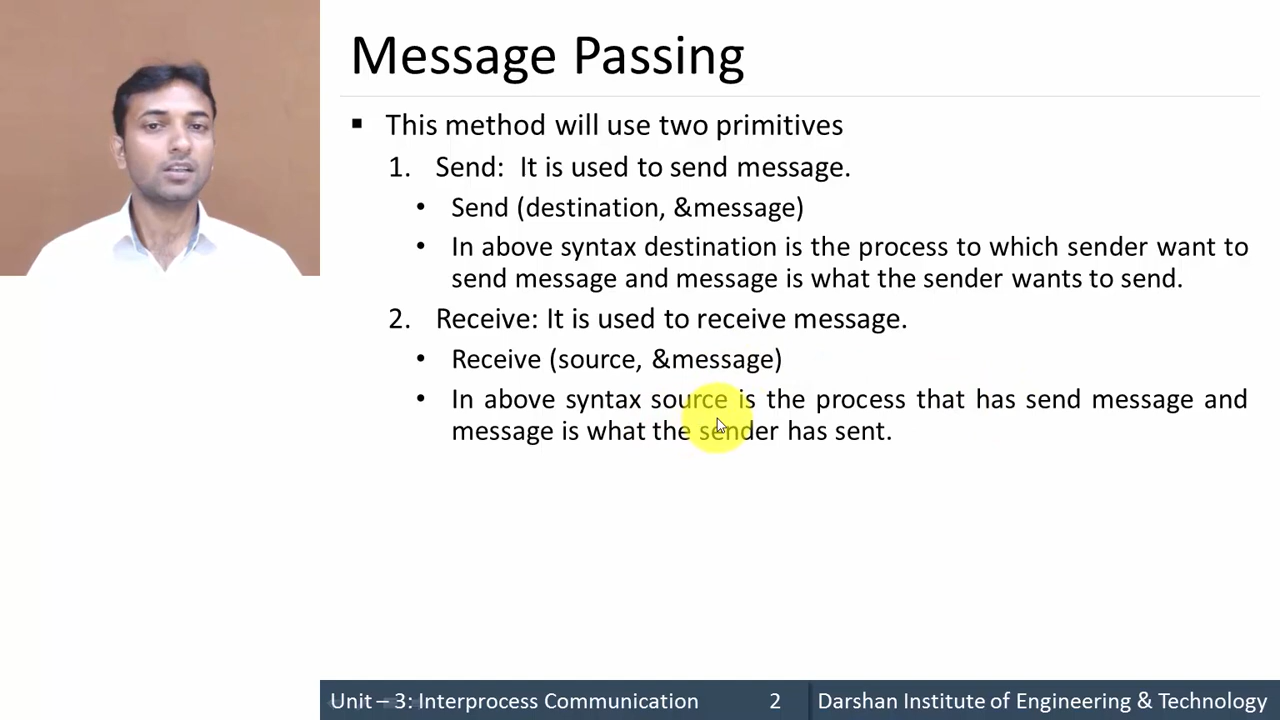 Message Passing
▪ This method will use two primitives
1. Send: It is used to send message.
• Send (destination, &message)
• In above syntax destination is the process to which sender want to
send message and message is what the sender wants to send.
2. Receive: It is used to receive message.
• Receive (source, &message)
• In above syntax source is the process that has send message and
message is what the sender has sent.
Unit – 3: Interprocess Communication 2 Darshan Institute of Engineering & Technology